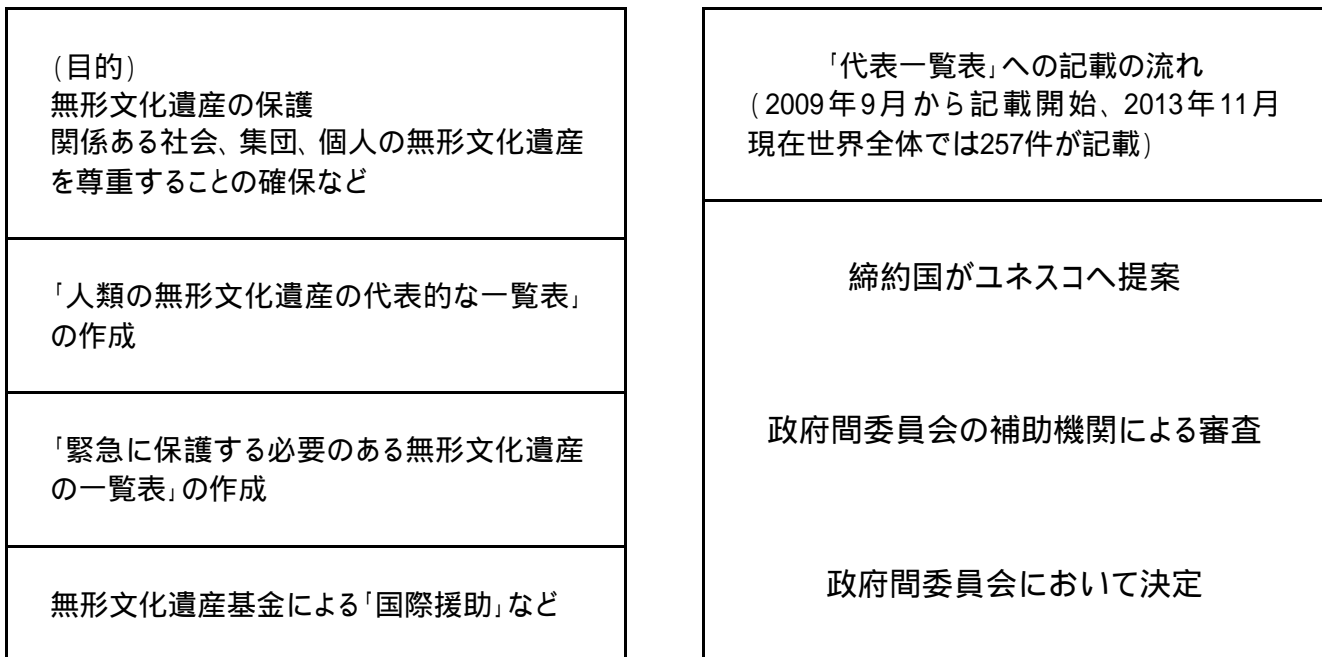 (目的)
無形文化遺産の保護
関係ある社会、集団、個人の無形文化遺産
を尊重することの確保など
「人類の無形文化遺産の代表的な一覧表」
の作成
「緊急に保護する必要のある無形文化遺産
の一覧表」の作成
無形文化遺産基金による「国際援助」など
「代表一覧表」への記載の流れ
(2009年9月から記載開始、2013年11月
現在世界全体では257件が記載)
締約国がユネスコへ提案
政府間委員会の補助機関による審査
政府間委員会において決定